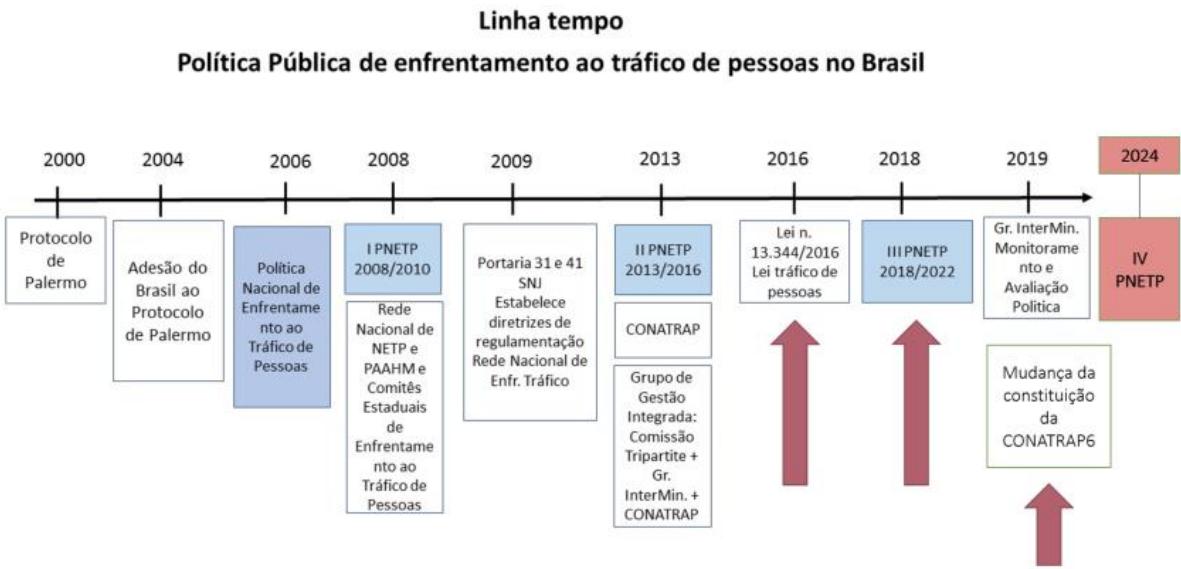 Linha tempo
Política Pública de enfrentamento ao tráfico de pessoas no Brasil
2000
2004
2006
2008
2009
2013
2016
2018
2019
2024
Protocolo
de
Palermo
Adesão do
Brasil ao
Protocolo
de Palermo
Política
Nacional de
Enfrentame
nto ao
Tráfico de
Pessoas
I PNETP
2008/2010
Rede
Nacional de
NETP e
PAAHM e
Comitês
Estaduais
de
Enfrentame
nto ao
Tráfico de
Pessoas
Portaria 31 e 41
SNJ
Estabelece
diretrizes de
regulamentação
Rede Nacional de
Enfr. Tráfico
II PNETP
2013/2016
CONATRAP
Grupo de
Gestão
Integrada:
Comissão
Tripartite +
Gr.
InterMin. +
CONATRAP
Lei n.
13.344/2016
Lei tráfico de
pessoas
III PNETP
2018/2022
Gr. InterMin.
Monitorame
nto e
Avaliação
Politica
Mudança da
constituição
da
CONATRAP6
IV
PNETP